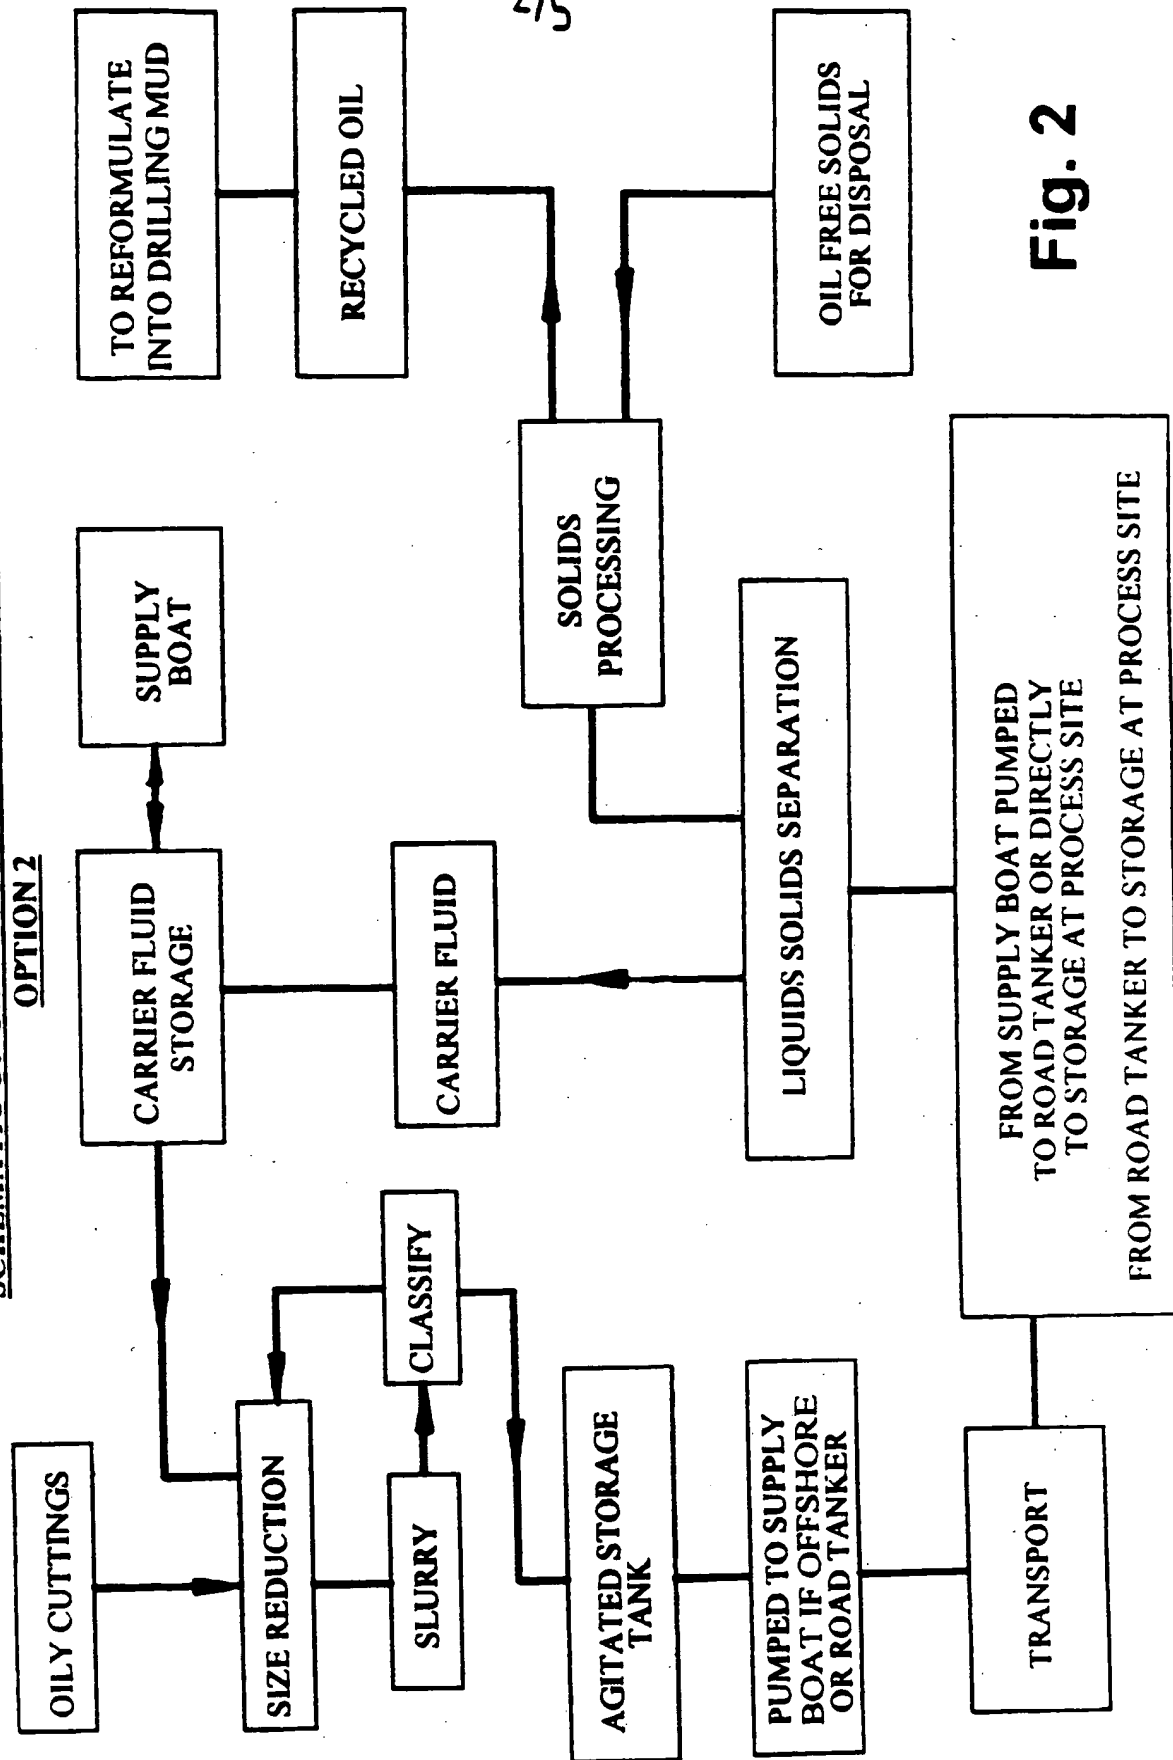 OPTION 2
OILY CUTTINGS
SIZE REDUCTION
SLURRY
CLASSIFY
AGITATED STORAGE
TANK
PUMPED TO SUPPLY
BOAT IF OFFSHORE
OR ROAD TANKER
TRANSPORT
CARRIER FLUID
STORAGE
SUPPLY
BOAT
CARRIER FLUID
LIQUIDS SOLIDS SEPARATION
FROM SUPPLY BOAT PUMPED
TO ROAD TANKER OR DIRECTLY
TO STORAGE AT PROCESS SITE
FROM ROAD TANKER TO STORAGE AT PROCESS SITE
SOLIDS
PROCESSING
TO REFORMULATE
INTO DRILLING MUD
RECYCLED OIL
OIL FREE SOLIDS
FOR DISPOSAL
Fig. 2